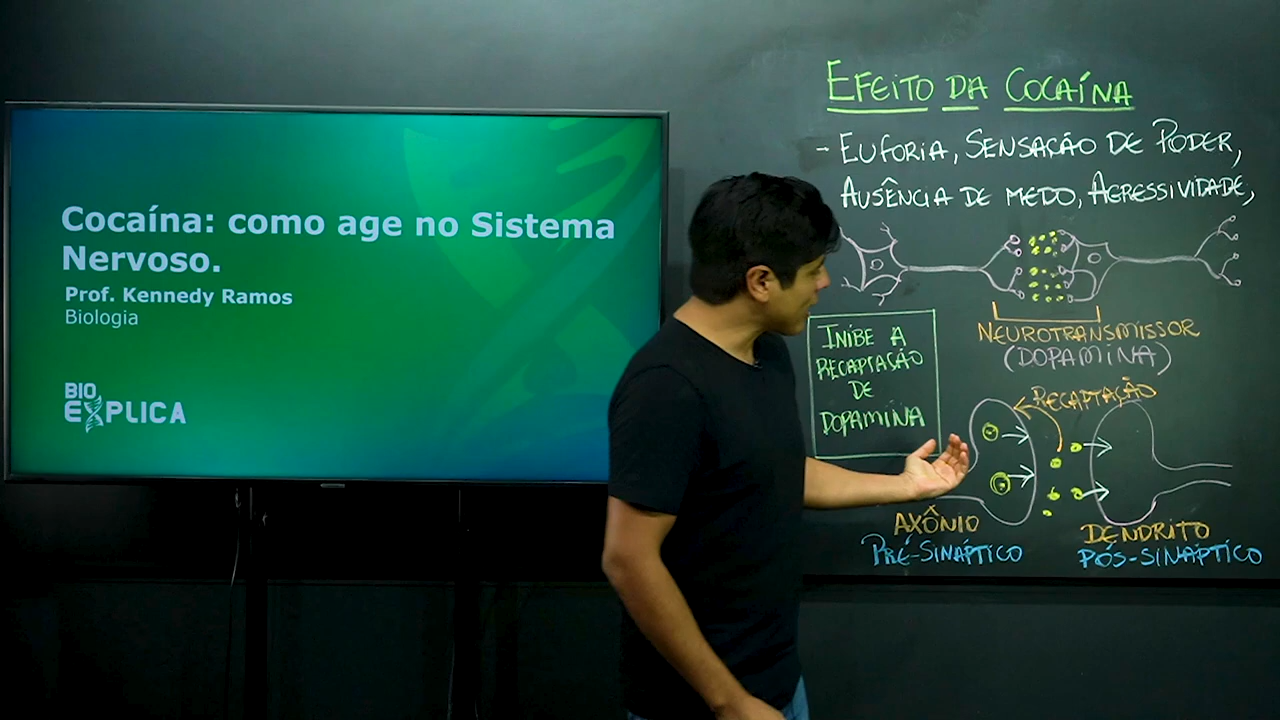 Cocaína: como age no Sistema
Nervoso.
Prof. Kennedy Ramos
Biologia
BIO
EXPLICA
EFEITO DA COCAÍNA
- EUFORIA, SENSAÇÃO DE PODER,
AUSÊNCIA DE MEDO, AGRESSIVIDADE,
NEUROTRANSMISSOR
(DOPAMINA)
INIBE A
RECAPTAÇÃO
DE
DOPAMINA
RECAPTAÇÃO
AXÔNIO
PRÉ-SINÁPTICO
DENDRITO
PÓS-SINÁPTICO